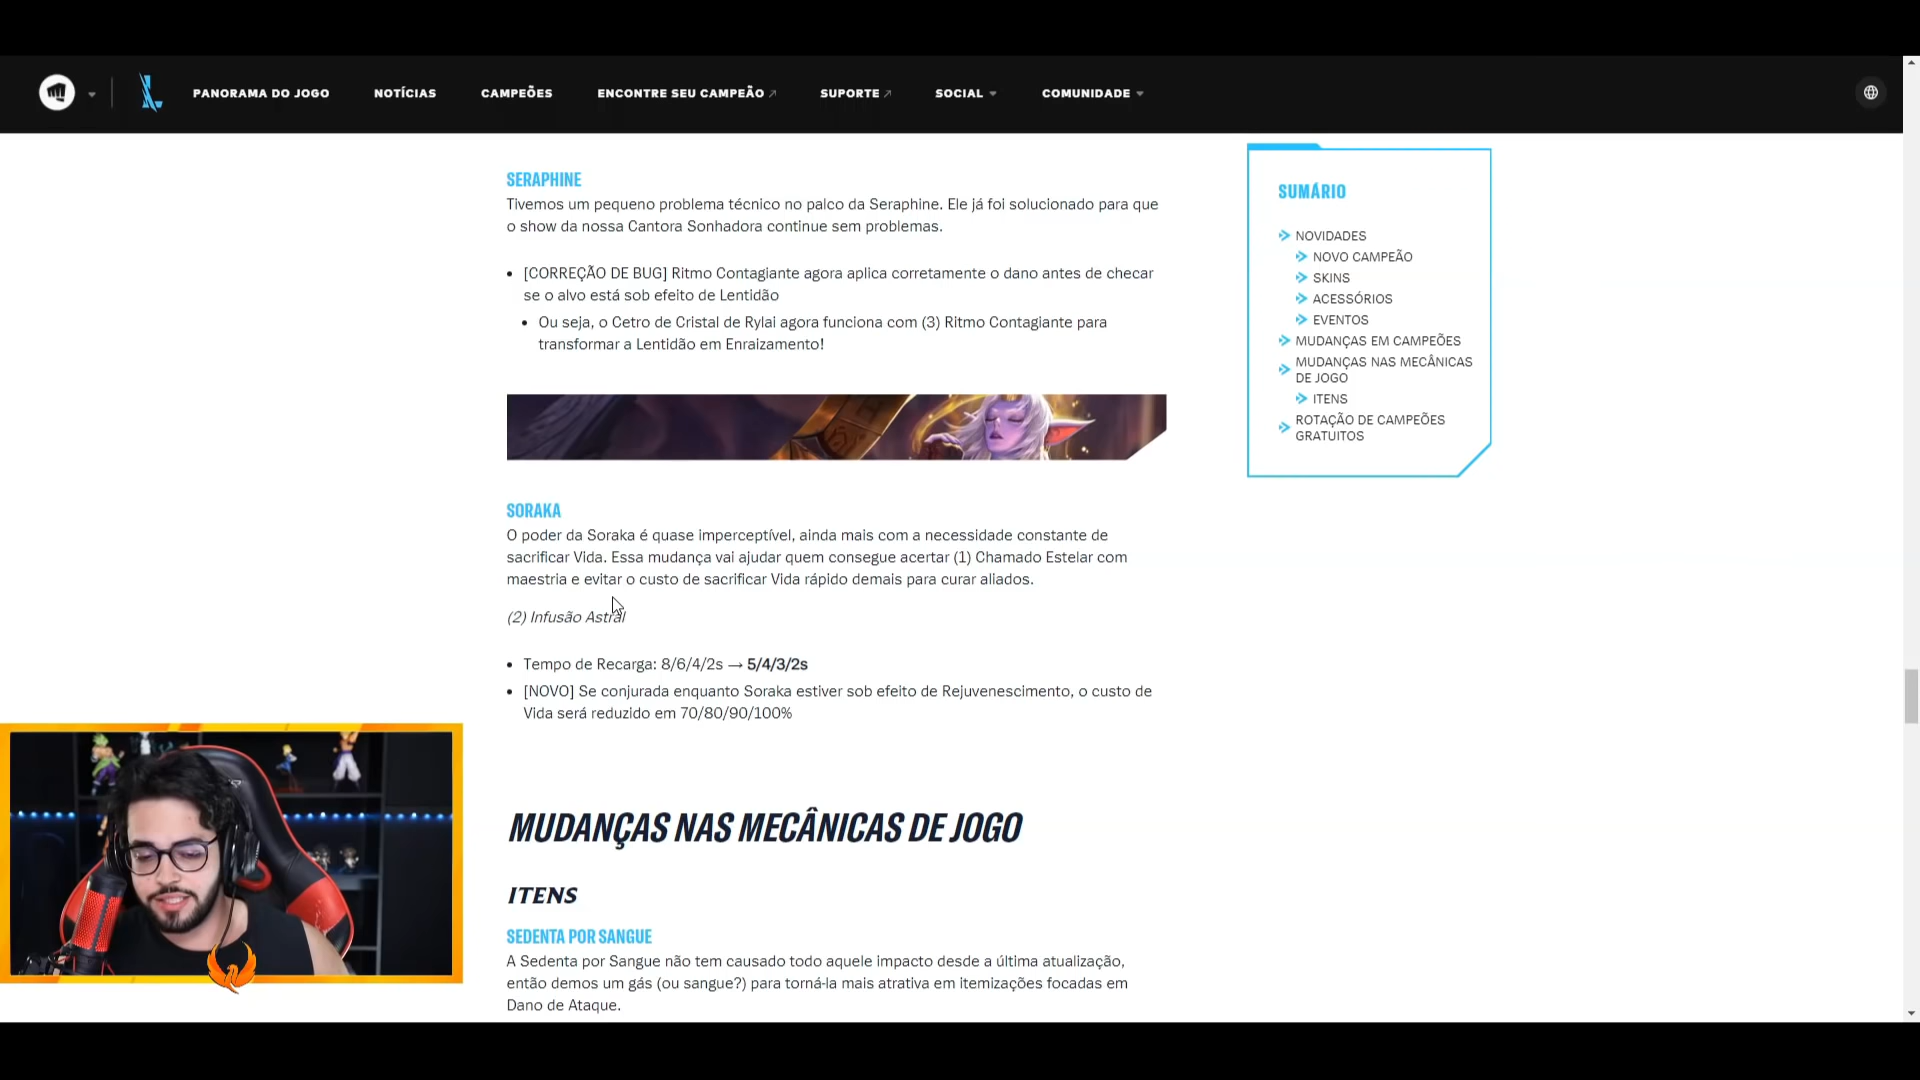 PANORAMA DO JOGO
NOTÍCIAS
CAMPEÕES
ENCONTRE SEU CAMPEÃO
SUPORTE
SOCIAL
COMUNIDADE
SERAPHINE
Tivemos um pequeno problema técnico no palco da Seraphine. Ele já foi solucionado para que
o show da nossa Cantora Sonhadora continue sem problemas.
[CORREÇÃO DE BUG] Ritmo Contagiante agora aplica corretamente o dano antes de checar
se o alvo está sob efeito de Lentidão
Ou seja, o Cetro de Cristal de Rylai agora funciona com (3) Ritmo Contagiante para
transformar a Lentidão em Enraizamento!
SORAKA
O poder da Soraka é quase imperceptível, ainda mais com a necessidade constante de
sacrificar Vida. Essa mudança vai ajudar quem consegue acertar (1) Chamado Estelar com
maestria e evitar o custo de sacrificar Vida rápido demais para curar aliados.
(2) Infusão Astral
Tempo de Recarga: 8/6/4/2s → 5/4/3/2s
[NOVO] Se conjurada enquanto Soraka estiver sob efeito de Rejuvenescimento, o custo de
Vida será reduzido em 70/80/90/100%
MUDANÇAS NAS MECÂNICAS DE JOGO
ITENS
SEDENTA POR SANGUE
A Sedenta por Sangue não tem causado todo aquele impacto desde a última atualização,
então demos um gás (ou sangue?) para torná-la mais atrativa em itemizações focadas em
Dano de Ataque.
SUMÁRIO
NOVIDADES
NOVO CAMPEÃO
SKINS
ACESSÓRIOS
EVENTOS
MUDANÇAS EM CAMPEÕES
MUDANÇAS NAS MECÂNICAS
DE JOGO
ITENS
ROTAÇÃO DE CAMPEÕES
GRATUITOS